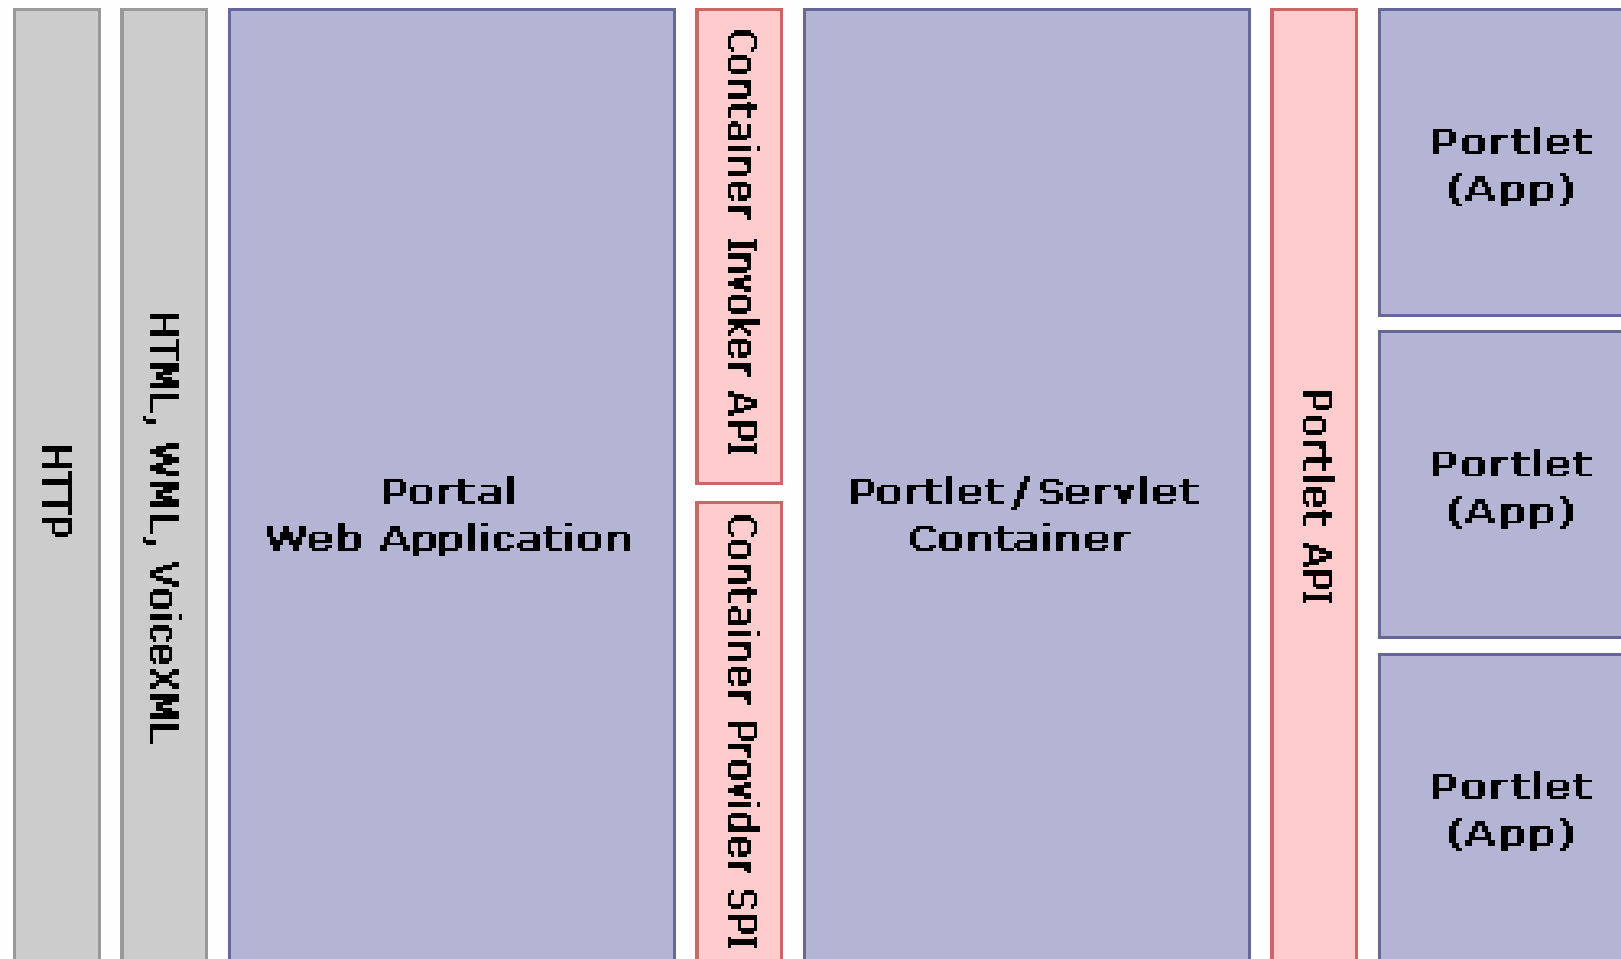 HTTP
HTML, WML, VoiceXML
Portal
Web Application
Container Invoker API
Container Provider SPI
Portlet/Servlet
Container
Portlet API
Portlet
(App)
Portlet
(App)
Portlet
(App)